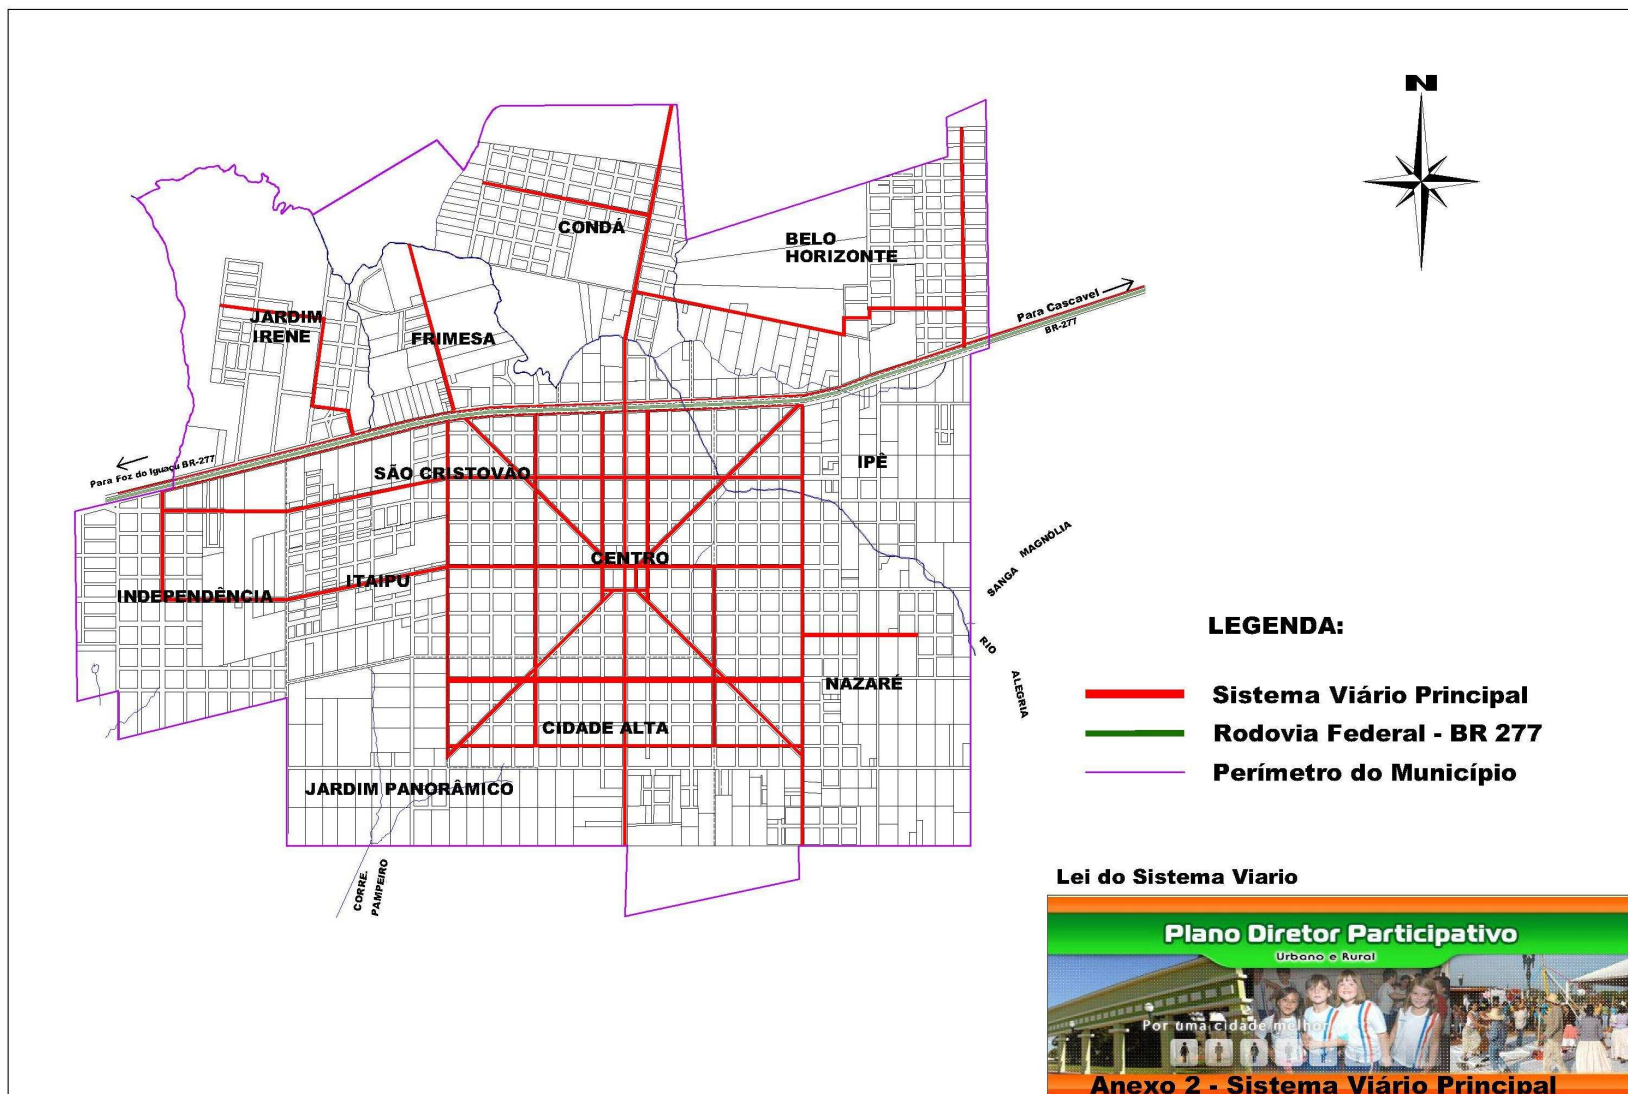 N
CONDÁ
BELO
HORIZONTE
Para Cascavel
BR-277
JARDIM
IRENE
FRIMESA
Para Foz do Iguaçu BR-277
SÃO CRISTOVÃO
IPÊ
CENTRO
ITAIPU
INDEPENDÊNCIA
SANGA MAGNÓLIA
RIO ALEGRIA
NAZARÉ
CIDADE ALTA
JARDIM PANORÂMICO
CORRE.
PAMPEIRO
LEGENDA:
Sistema Viário Principal
Rodovia Federal - BR 277
Perímetro do Município
Lei do Sistema Viario
Plano Diretor Participativo
Urbano e Rural
Por uma cidade melhor
Anexo 2 - Sistema Viário Principal